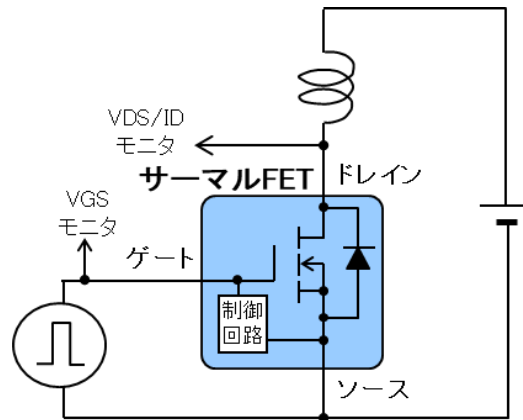 VDS/ID
モニタ
サーマルFET
ドレイン
VGS
モニタ
ゲート
制御
回路
ソース